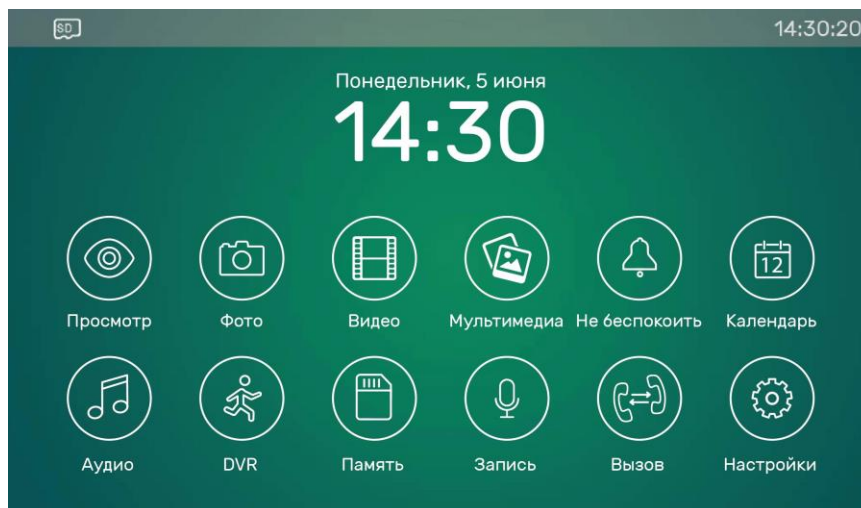 SD
14:30:20
Понедельник, 5 июня
14:30
12
Просмотр
Фото
Видео
Мультимедиа
Не беспокоить
Календарь
Аудио
DVR
Память
Запись
Вызов
Настройки